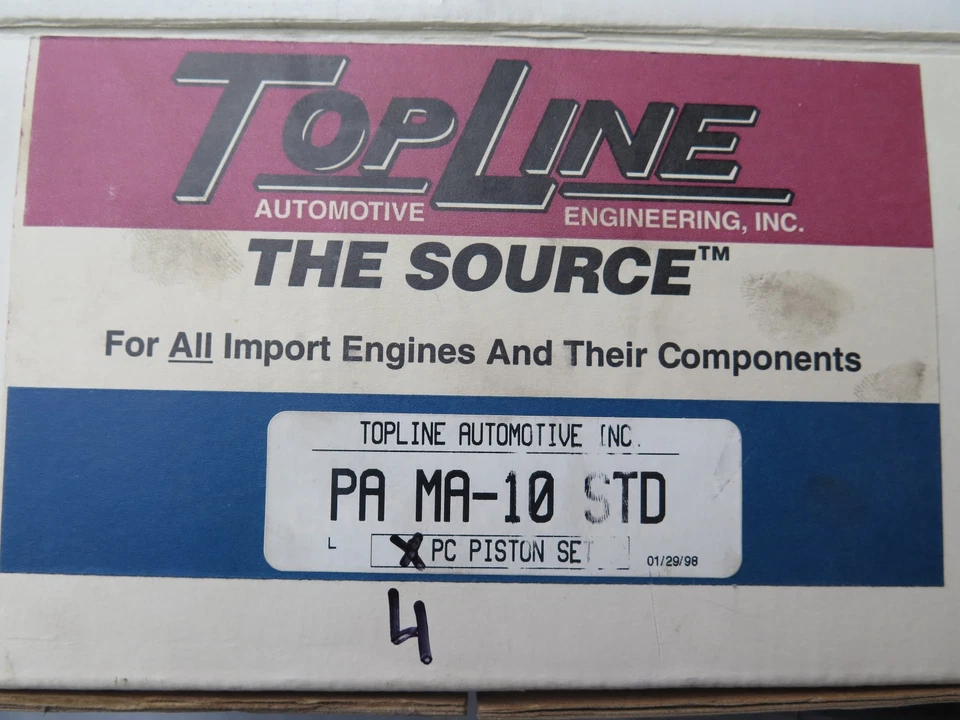 TOPLINE
AUTOMOTIVE ENGINEERING, INC.
THE SOURCE™
For All Import Engines And Their Components
TOPLINE AUTOMOTIVE INC.
PA MA-10 STD
L PC PISTON SET 01/29/98
4